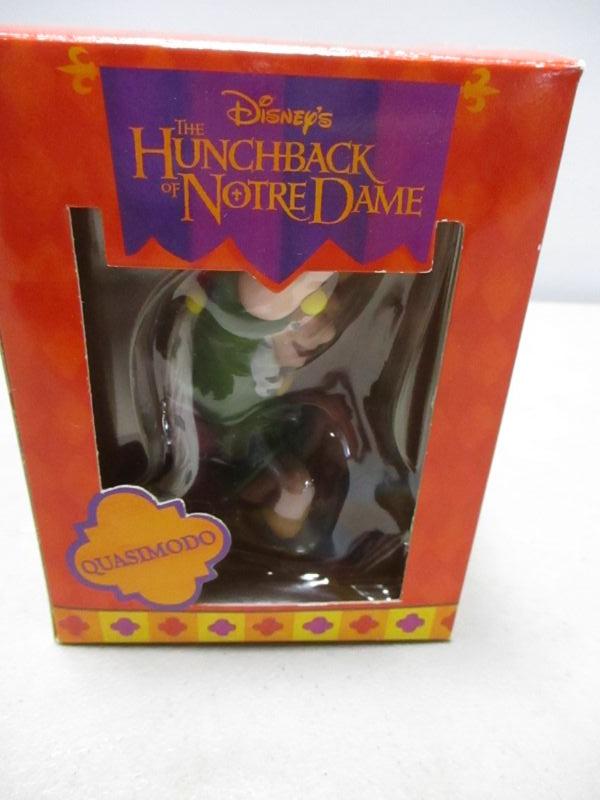 Disney's
THE
HUNCHBACK
OF NOTRE DAME
QUASIMODO